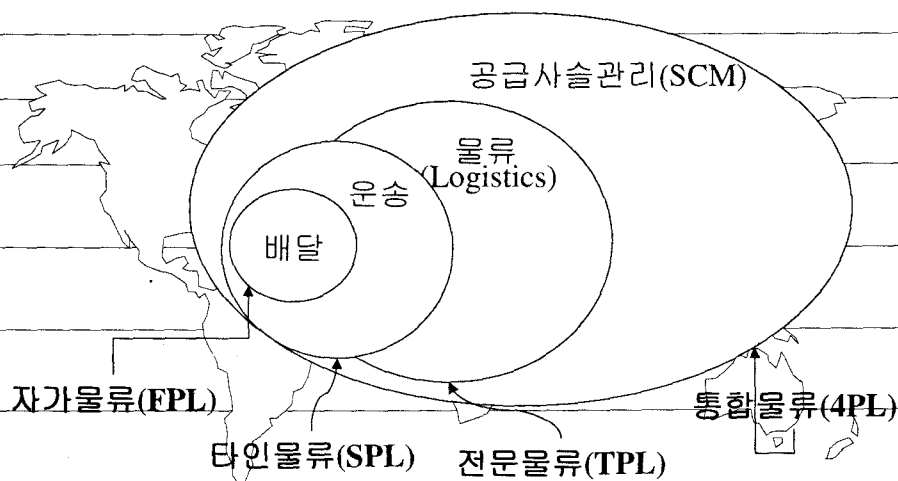 공급사슬관리(SCM)
물류
(Logistics)
운송
배달
자가물류(FPL)
타인물류(SPL)
전문물류(TPL)
통합물류(4PL)